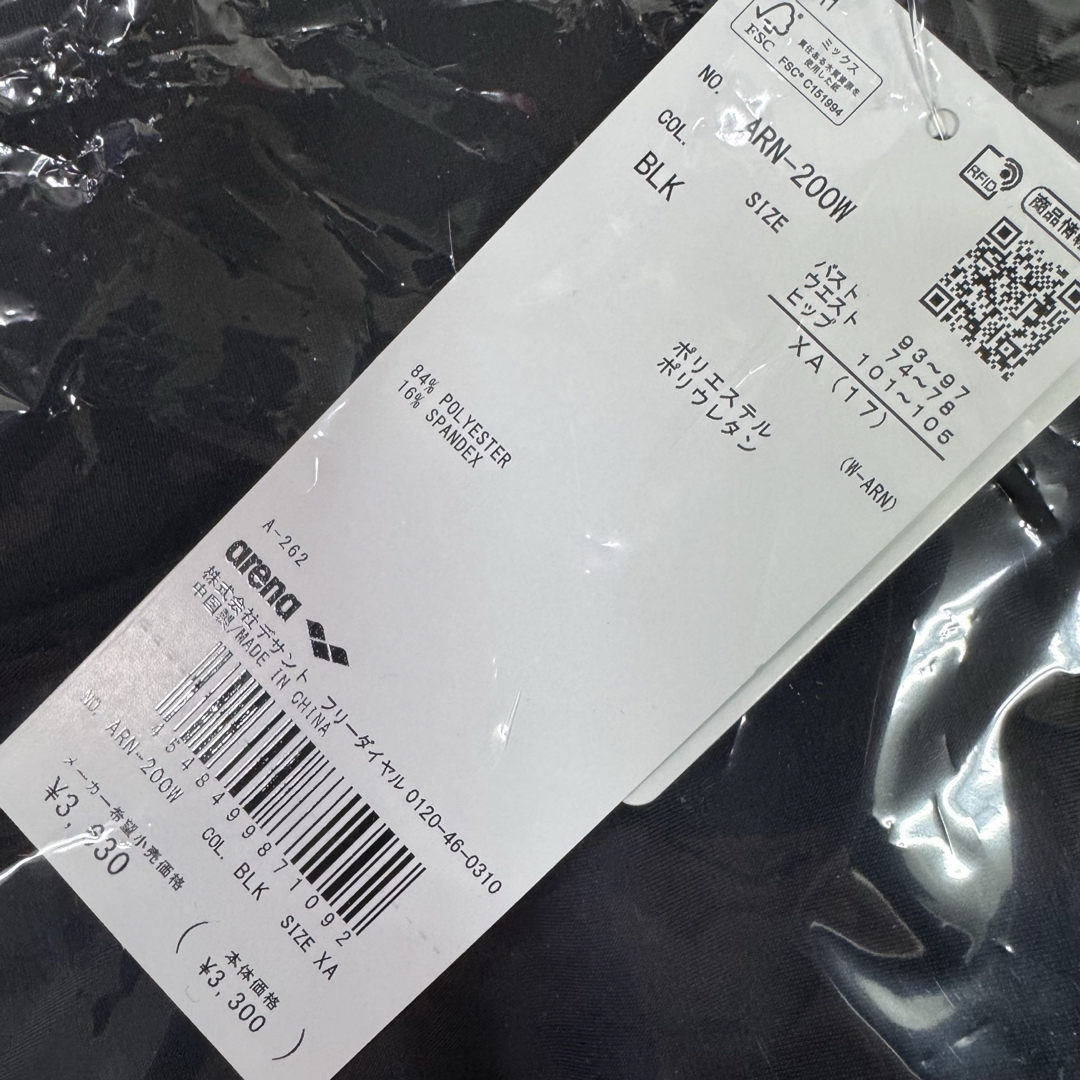 FSC
ミックス
責任ある木質資源を
使用した紙
FSC® C151994
RFID
NO. ARN-200W
COL. SIZE
BLK
バスト 93～97
ウエスト 74～78
ヒップ 101～105
XA (17)
ポリエステル
ポリウレタン
(W-ARN)
84% POLYESTER
16% SPANDEX
A-262
arena
株式会社デサント フリーダイヤル 0120-46-0310
中国製/MADE IN CHINA
4548499871092
NO. ARN-200W COL. BLK SIZE XA
メーカー希望小売価格
(本体価格
¥3,300)